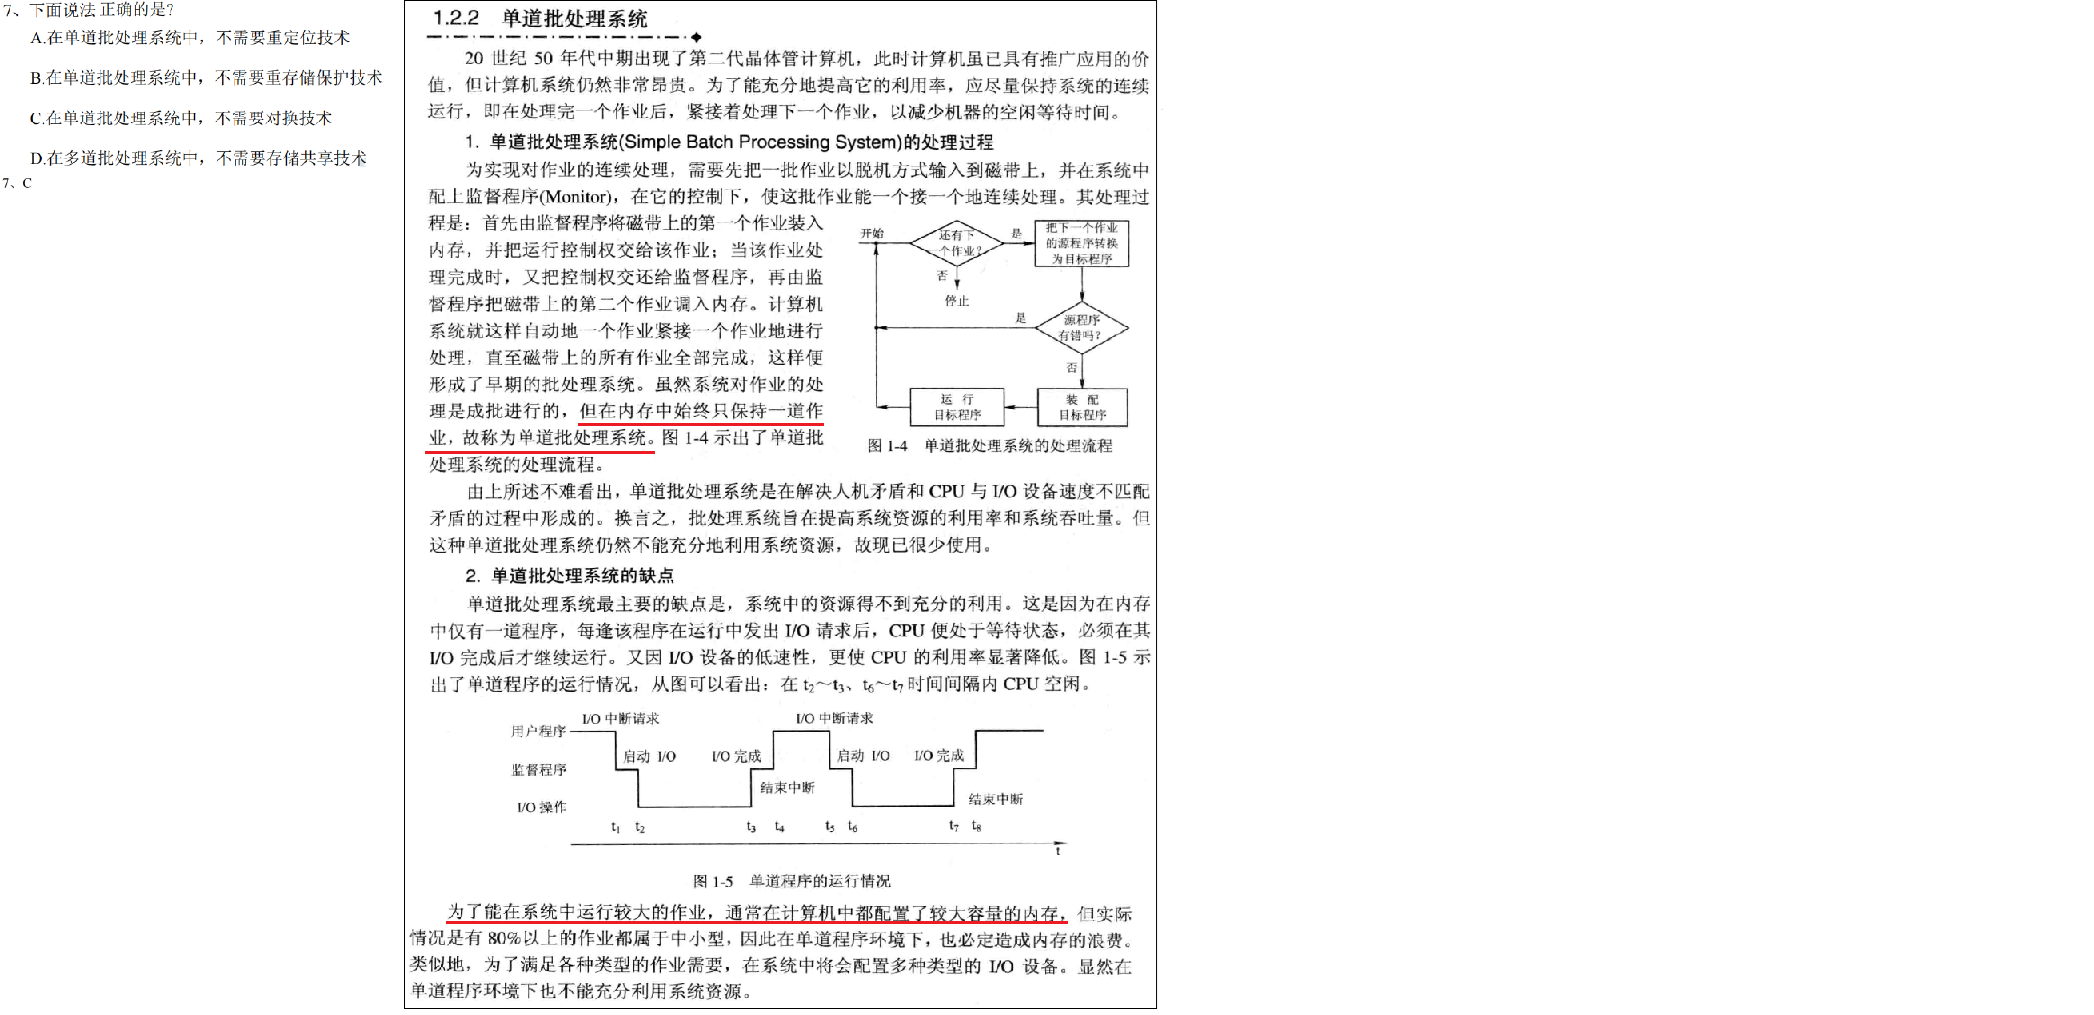 7、下面说法正确的是?
A.在单道批处理系统中，不需要重定位技术
B.在单道批处理系统中，不需要重存储保护技术
C.在单道批处理系统中，不需要对换技术
D.在多道批处理系统中，不需要存储共享技术
7、C
1.2.2 单道批处理系统
20 世纪 50 年代中期出现了第二代晶体管计算机，此时计算机虽已具有推广应用的价
值，但计算机系统仍然非常昂贵。为了能充分地提高它的利用率，应尽量保持系统的连续
运行，即在处理完一个作业后，紧接着处理下一个作业，以减少机器的空闲等待时间。
1. 单道批处理系统(Simple Batch Processing System)的处理过程
为实现对作业的连续处理，需要先把一批作业以脱机方式输入到磁带上，并在系统中
配上监督程序(Monitor)，在它的控制下，使这批作业能一个接一个地连续处理。其处理过
程是：首先由监督程序将磁带上的第一个作业装入
内存，并把运行控制权交给该作业；当该作业处
理完成时，又把控制权交还给监督程序，再由监
督程序把磁带上的第二个作业调入内存。计算机
系统就这样自动地一个作业紧接一个作业地进行
处理，直至磁带上的所有作业全部完成，这样便
形成了早期的批处理系统。虽然系统对作业的处
理是成批进行的，但在内存中始终只保持一道作
业，故称为单道批处理系统。图 1-4 示出了单道批
处理系统的处理流程。
开始
还有下
一个作业?
是
把下一个作业
的源程序转换
为目标程序
否
停止
是
源程序
有错吗?
否
运 行
目标程序
装 配
目标程序
图 1-4 单道批处理系统的处理流程
由上所述不难看出，单道批处理系统是在解决人机矛盾和 CPU 与 I/O 设备速度不匹配
矛盾的过程中形成的。换言之，批处理系统旨在提高系统资源的利用率和系统吞吐量。但
这种单道批处理系统仍然不能充分地利用系统资源，故现已很少使用。
2. 单道批处理系统的缺点
单道批处理系统最主要的缺点是，系统中的资源得不到充分的利用。这是因为在内存
中仅有一道程序，每逢该程序在运行中发出 I/O 请求后，CPU 便处于等待状态，必须在其
I/O 完成后才继续运行。又因 I/O 设备的低速性，更使 CPU 的利用率显著降低。图 1-5 示
出了单道程序的运行情况，从图可以看出：在 t₂～t₃、t₆～t₇ 时间间隔内 CPU 空闲。
I/O 中断请求 I/O 中断请求
用户程序
启动 I/O I/O 完成 启动 I/O I/O 完成
监督程序
结束中断 结束中断
I/O 操作
t₁ t₂ t₃ t₄ t₅ t₆ t₇ t₈
t
图 1-5 单道程序的运行情况
为了能在系统中运行较大的作业，通常在计算机中都配置了较大容量的内存，但实际
情况是有 80%以上的作业都属于中小型，因此在单道程序环境下，也必定造成内存的浪费。
类似地，为了满足各种类型的作业需要，在系统中将会配置多种类型的 I/O 设备。显然在
单道程序环境下也不能充分利用系统资源。